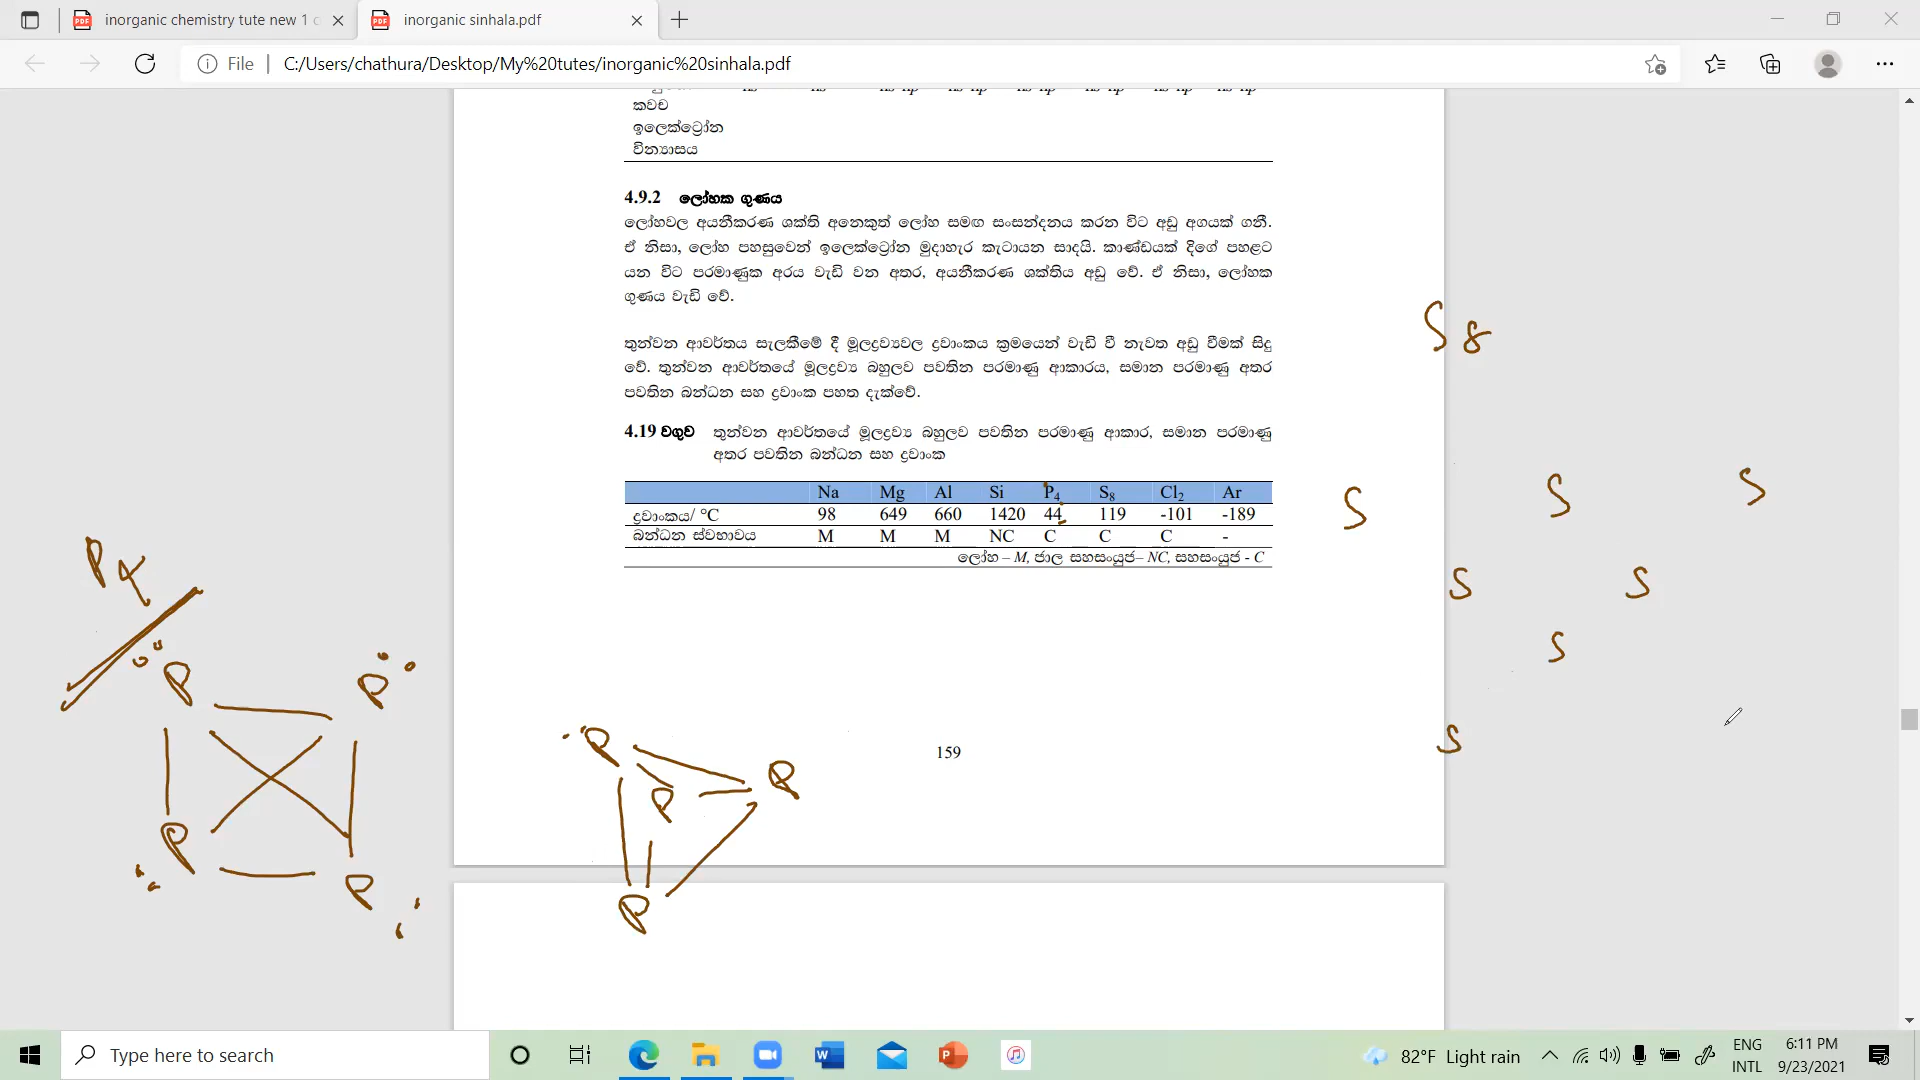 inorganic chemistry tute new 1 c
inorganic sinhala.pdf
File
C:/Users/chathura/Desktop/My%20tutes/inorganic%20sinhala.pdf
කවච
ඉලෙක්ට්‍රෝන
වින්‍යාසය
4.9.2 ලෝහක ගුණය
ලෝහවල අයනීකරණ ශක්ති අනෙකුත් ලෝහ සමඟ සංසන්දනය කරන විට අඩු අගයක් ගනී.
ඒ නිසා, ලෝහ පහසුවෙන් ඉලෙක්ට්‍රෝන මුදාහැර කැටායන සාදයි. කාණ්ඩයක් දිගේ පහළට
යන විට පරමාණුක අරය වැඩි වන අතර, අයනීකරණ ශක්තිය අඩු වේ. ඒ නිසා, ලෝහක
ගුණය වැඩි වේ.
තුන්වන ආවර්තය සැලකීමේ දී මූලද්‍රව්‍යවල ද්‍රවාංකය ක්‍රමයෙන් වැඩි වී නැවත අඩු වීමක් සිදු
වේ. තුන්වන ආවර්තයේ මූලද්‍රව්‍ය බහුලව පවතින පරමාණු ආකාරය, සමාන පරමාණු අතර
පවතින බන්ධන සහ ද්‍රවාංක පහත දැක්වේ.
4.19 වගුව තුන්වන ආවර්තයේ මූලද්‍රව්‍ය බහුලව පවතින පරමාණු ආකාර, සමාන පරමාණු
අතර පවතින බන්ධන සහ ද්‍රවාංක
Na Mg Al Si P₄ S₈ Cl₂ Ar
ද්‍රවාංකය/ °C 98 649 660 1420 44 119 -101 -189
බන්ධන ස්වභාවය M M M NC C C C -
ලෝහ – M, ජාල සහසංයුජ– NC, සහසංයුජ - C
159
S8
S S S
S S
S
S
P4
P P
P P
P P
P
P
Type here to search
82°F Light rain
ENG
INTL
6:11 PM
9/23/2021